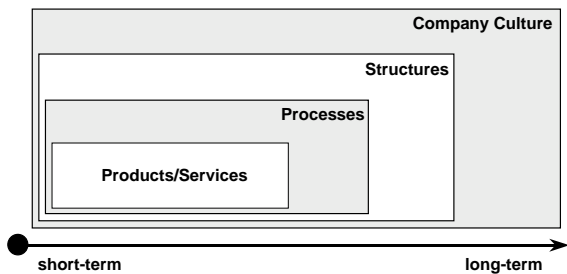 Company Culture
Structures
Processes
Products/Services
short-term
long-term